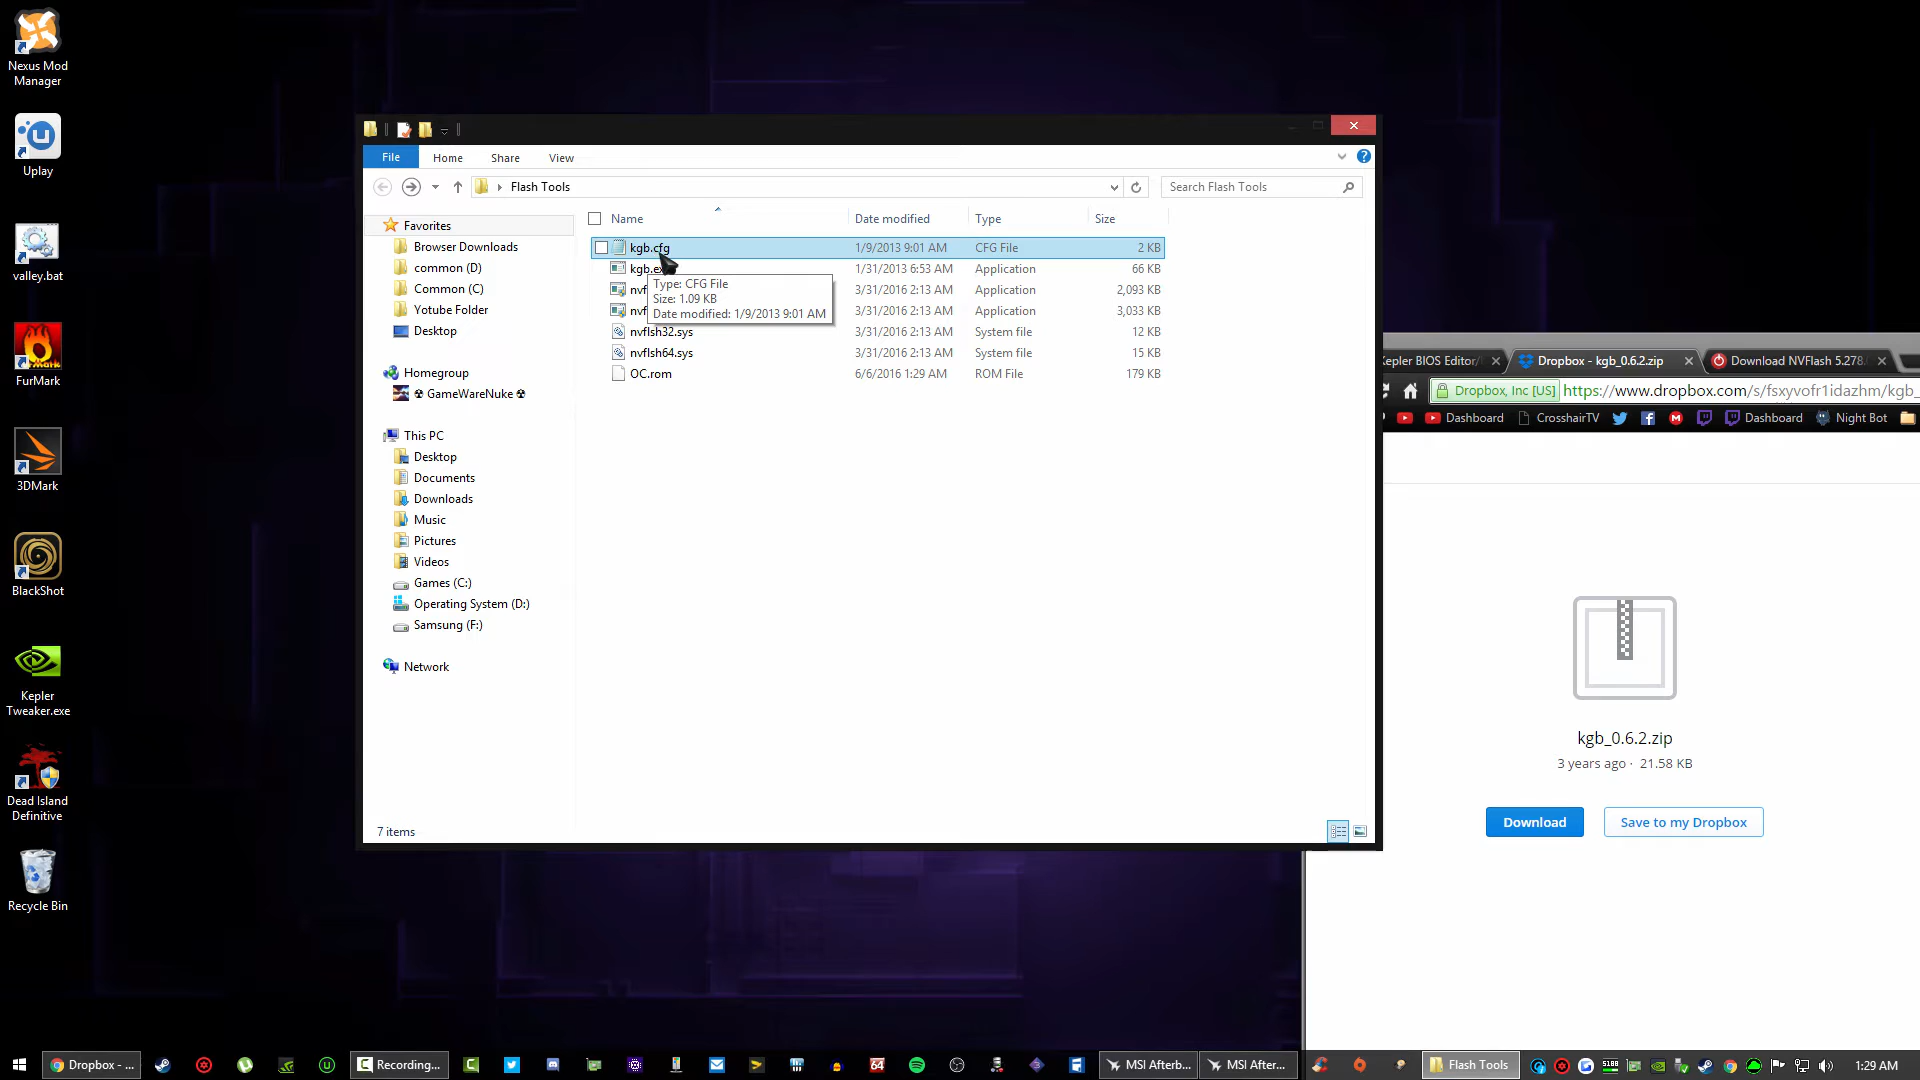 Nexus Mod
Manager
Uplay
valley.bat
FurMark
3DMark
BlackShot
Kepler
Tweaker.exe
Dead Island
Definitive
Recycle Bin
File Home Share View
Flash Tools
Search Flash Tools
Name Date modified Type Size
kgb.cfg 1/9/2013 9:01 AM CFG File 2 KB
1/31/2013 6:53 AM Application 66 KB
3/31/2016 2:13 AM Application 2,093 KB
3/31/2016 2:13 AM Application 3,033 KB
nvflsh32.sys 3/31/2016 2:13 AM System file 12 KB
nvflsh64.sys 3/31/2016 2:13 AM System file 15 KB
OC.rom 6/6/2016 1:29 AM ROM File 179 KB
Type: CFG File
Size: 1.09 KB
Date modified: 1/9/2013 9:01 AM
Favorites
Browser Downloads
common (D)
Common (C)
Yotube Folder
Desktop
Homegroup
☢ GameWareNuke ☢
This PC
Desktop
Documents
Downloads
Music
Pictures
Videos
Games (C:)
Operating System (D:)
Samsung (F:)
Network
7 items
Kepler BIOS Editor/ Dropbox - kgb_0.6.2.zip Download NVFlash 5.278.
Dropbox, Inc [US] https://www.dropbox.com/s/fsxyvofr1idazhm/kgb_
Dashboard CrosshairTV Dashboard Night Bot
kgb_0.6.2.zip
3 years ago · 21.58 KB
Download Save to my Dropbox
Dropbox - ... Recording... 64 MSI Afterb... MSI After... Flash Tools 1:29 AM